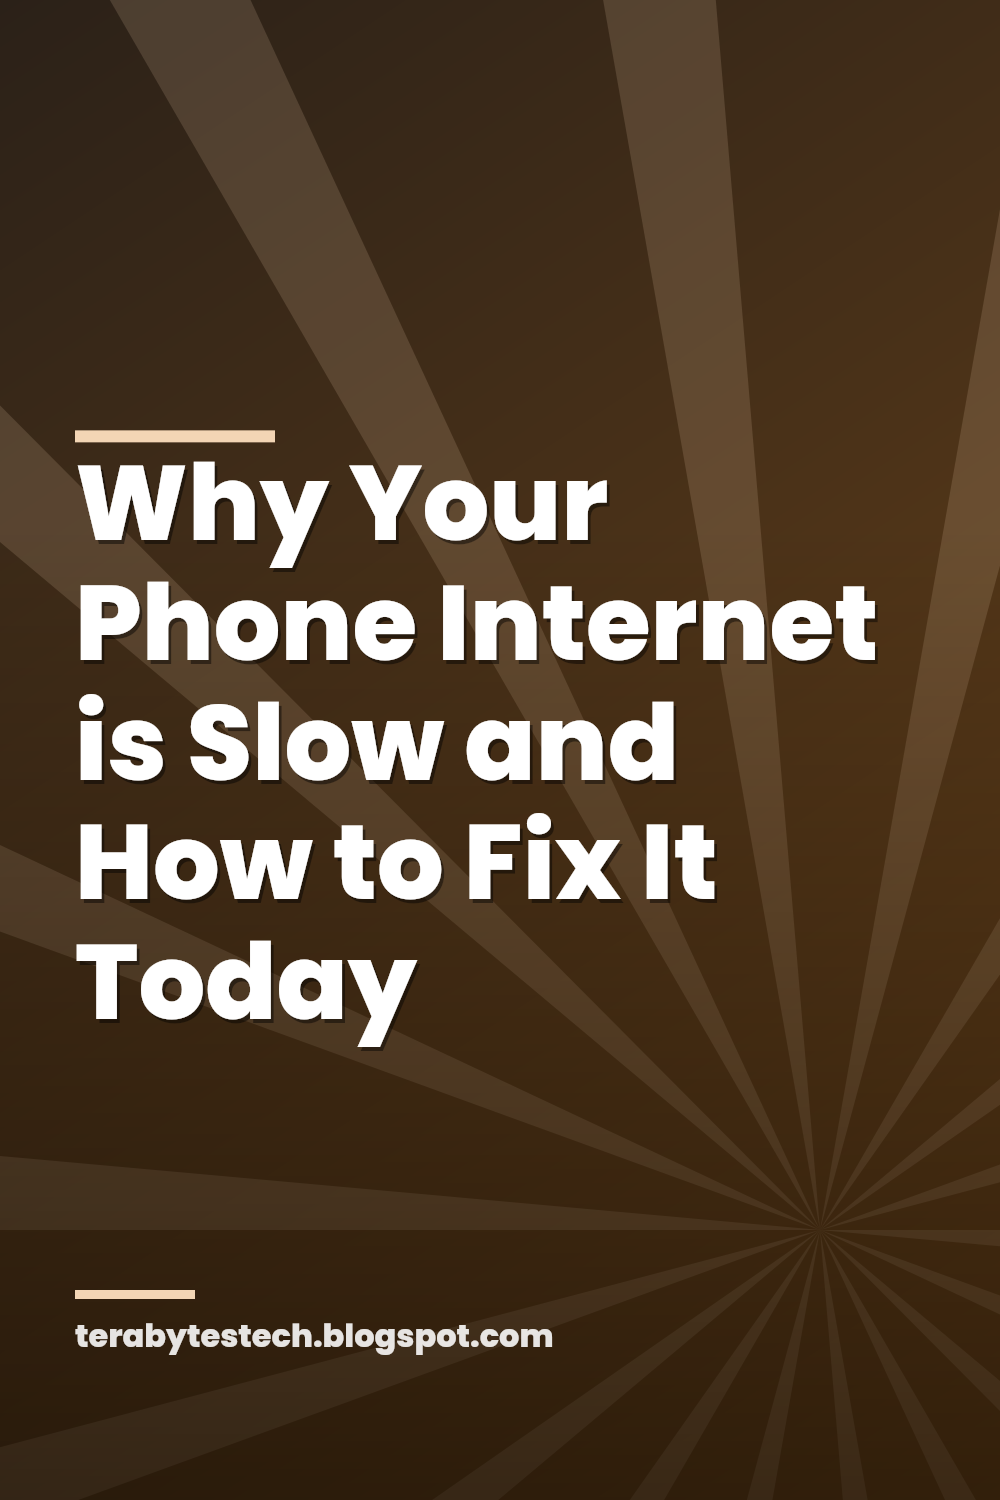 Why Your
Phone Internet
is Slow and
How to Fix It
Today
terabytestech.blogspot.com